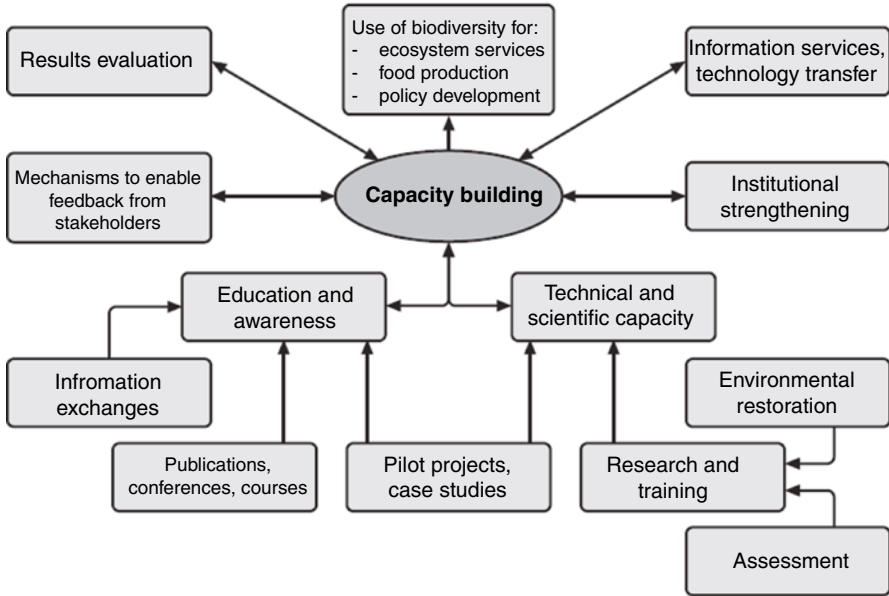 Results evaluation
Use of biodiversity for:
- ecosystem services
- food production
- policy development
Information services,
technology transfer
Mechanisms to enable
feedback from
stakeholders
Capacity building
Institutional
strengthening
Education and
awareness
Technical and
scientific capacity
Infromation
exchanges
Environmental
restoration
Publications,
conferences, courses
Pilot projects,
case studies
Research and
training
Assessment